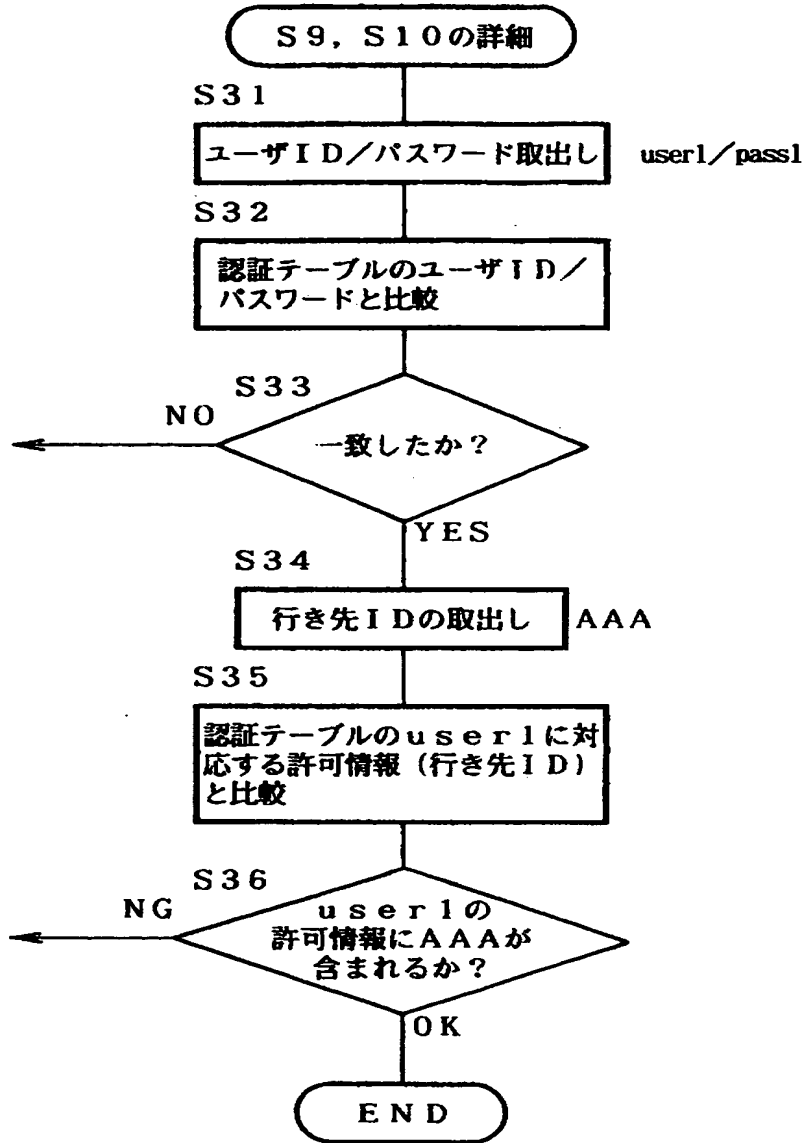 S9，S10の詳細
S31
ユーザID／パスワード取出し
user1／pass1
S32
認証テーブルのユーザID／
パスワードと比較
S33
NO
一致したか？
YES
S34
行き先IDの取出し
AAA
S35
認証テーブルのuser1に対
応する許可情報（行き先ID）
と比較
S36
NG
user1の
許可情報にAAAが
含まれるか？
OK
END